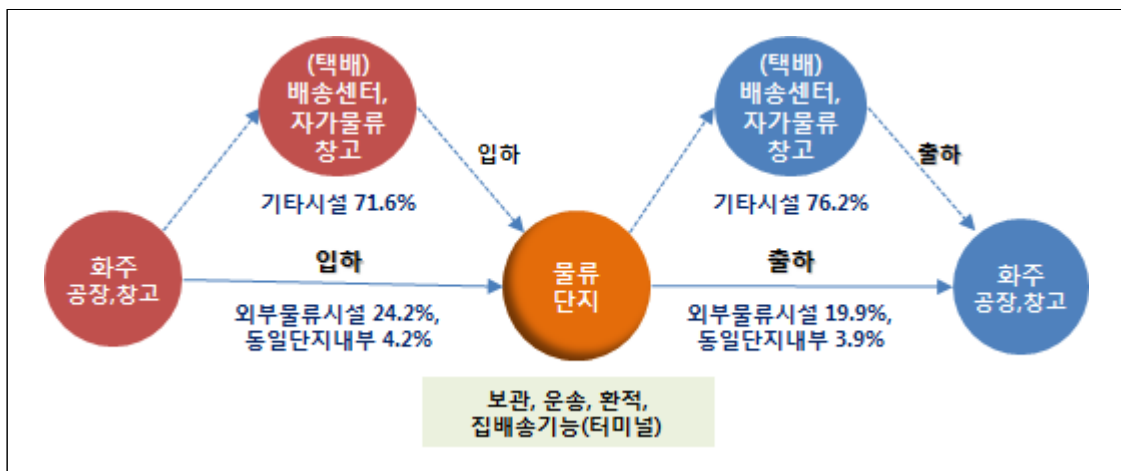 (택배)
배송센터,
자가물류
창고
입하
기타시설 71.6%
화주
공장,창고
입하
외부물류시설 24.2%,
동일단지내부 4.2%
물류
단지
(택배)
배송센터,
자가물류
창고
출하
기타시설 76.2%
출하
외부물류시설 19.9%,
동일단지내부 3.9%
화주
공장,창고
보관, 운송, 환적,
집배송기능(터미널)